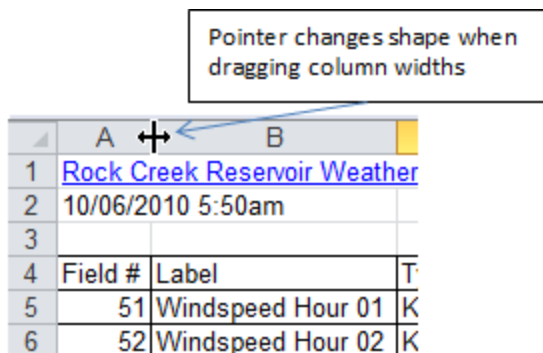 Pointer changes shape when
dragging column widths
A B
1 Rock Creek Reservoir Weather
2 10/06/2010 5:50am
3
4 Field # Label
5 51 Windspeed Hour 01 K
6 52 Windspeed Hour 02 K